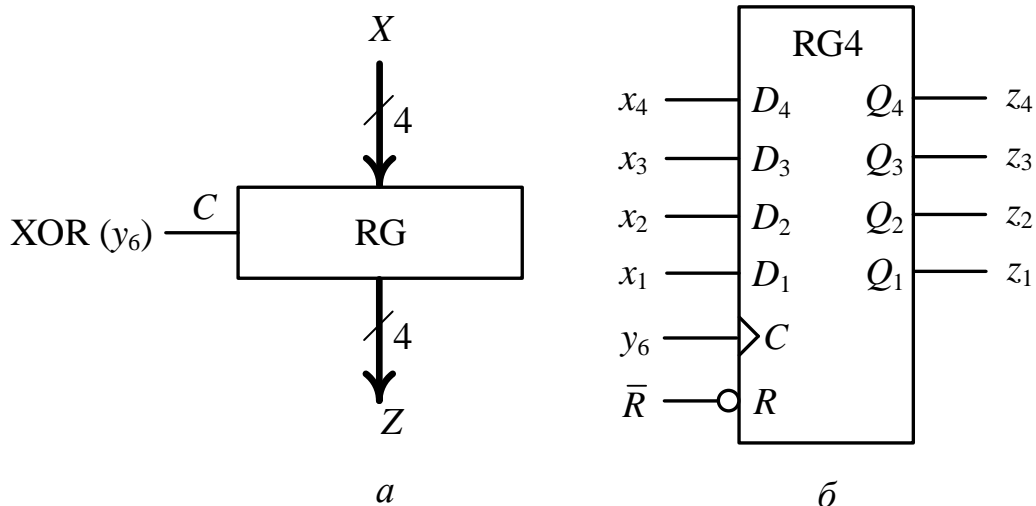 X
4
C
XOR (y₆)
RG
4
Z
а
RG4
x₄ D₄ Q₄ z₄
x₃ D₃ Q₃ z₃
x₂ D₂ Q₂ z₂
x₁ D₁ Q₁ z₁
y₆ C
R̅ R
б